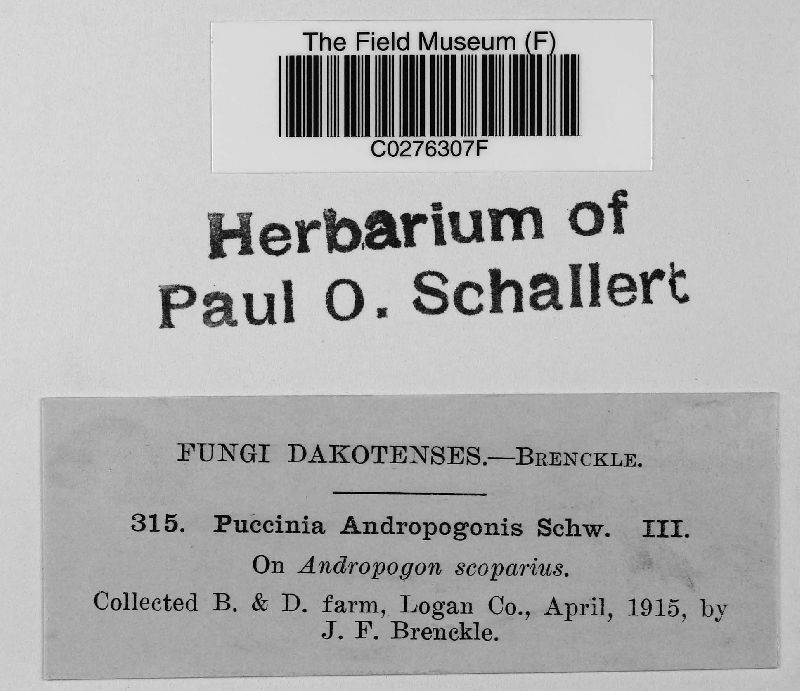 The Field Museum (F)
C0276307F
Herbarium of
Paul O. Schallert
FUNGI DAKOTENSES.—BRENCKLE.
315. Puccinia Andropogonis Schw. III.
On Andropogon scoparius.
Collected B. & D. farm, Logan Co., April, 1915, by
J. F. Brenckle.